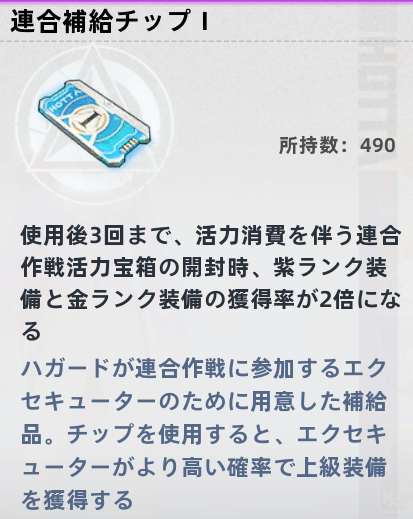 連合補給チップⅠ
HOTTA
所持数：490
使用後3回まで、活力消費を伴う連合
作戦活力宝箱の開封時、紫ランク装
備と金ランク装備の獲得率が2倍にな
る
ハガードが連合作戦に参加するエク
セキューターのために用意した補給
品。チップを使用すると、エクセキ
ューターがより高い確率で上級装備
を獲得する